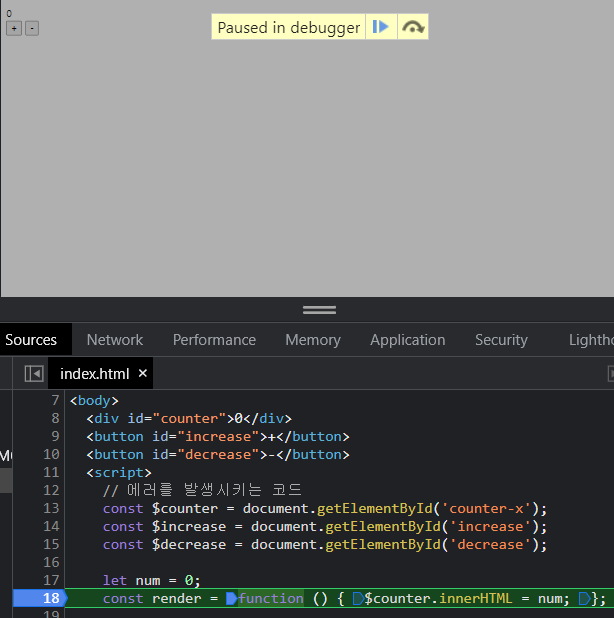 0
+ -
Paused in debugger
Sources Network Performance Memory Application Security Lightho
index.html ×
7 <body>
8 <div id="counter">0</div>
9 <button id="increase">+</button>
10 <button id="decrease">-</button>
11 <script>
12 // 에러를 발생시키는 코드
13 const $counter = document.getElementById('counter-x');
14 const $increase = document.getElementById('increase');
15 const $decrease = document.getElementById('decrease');
16
17 let num = 0;
18 const render = function () { $counter.innerHTML = num; };
19